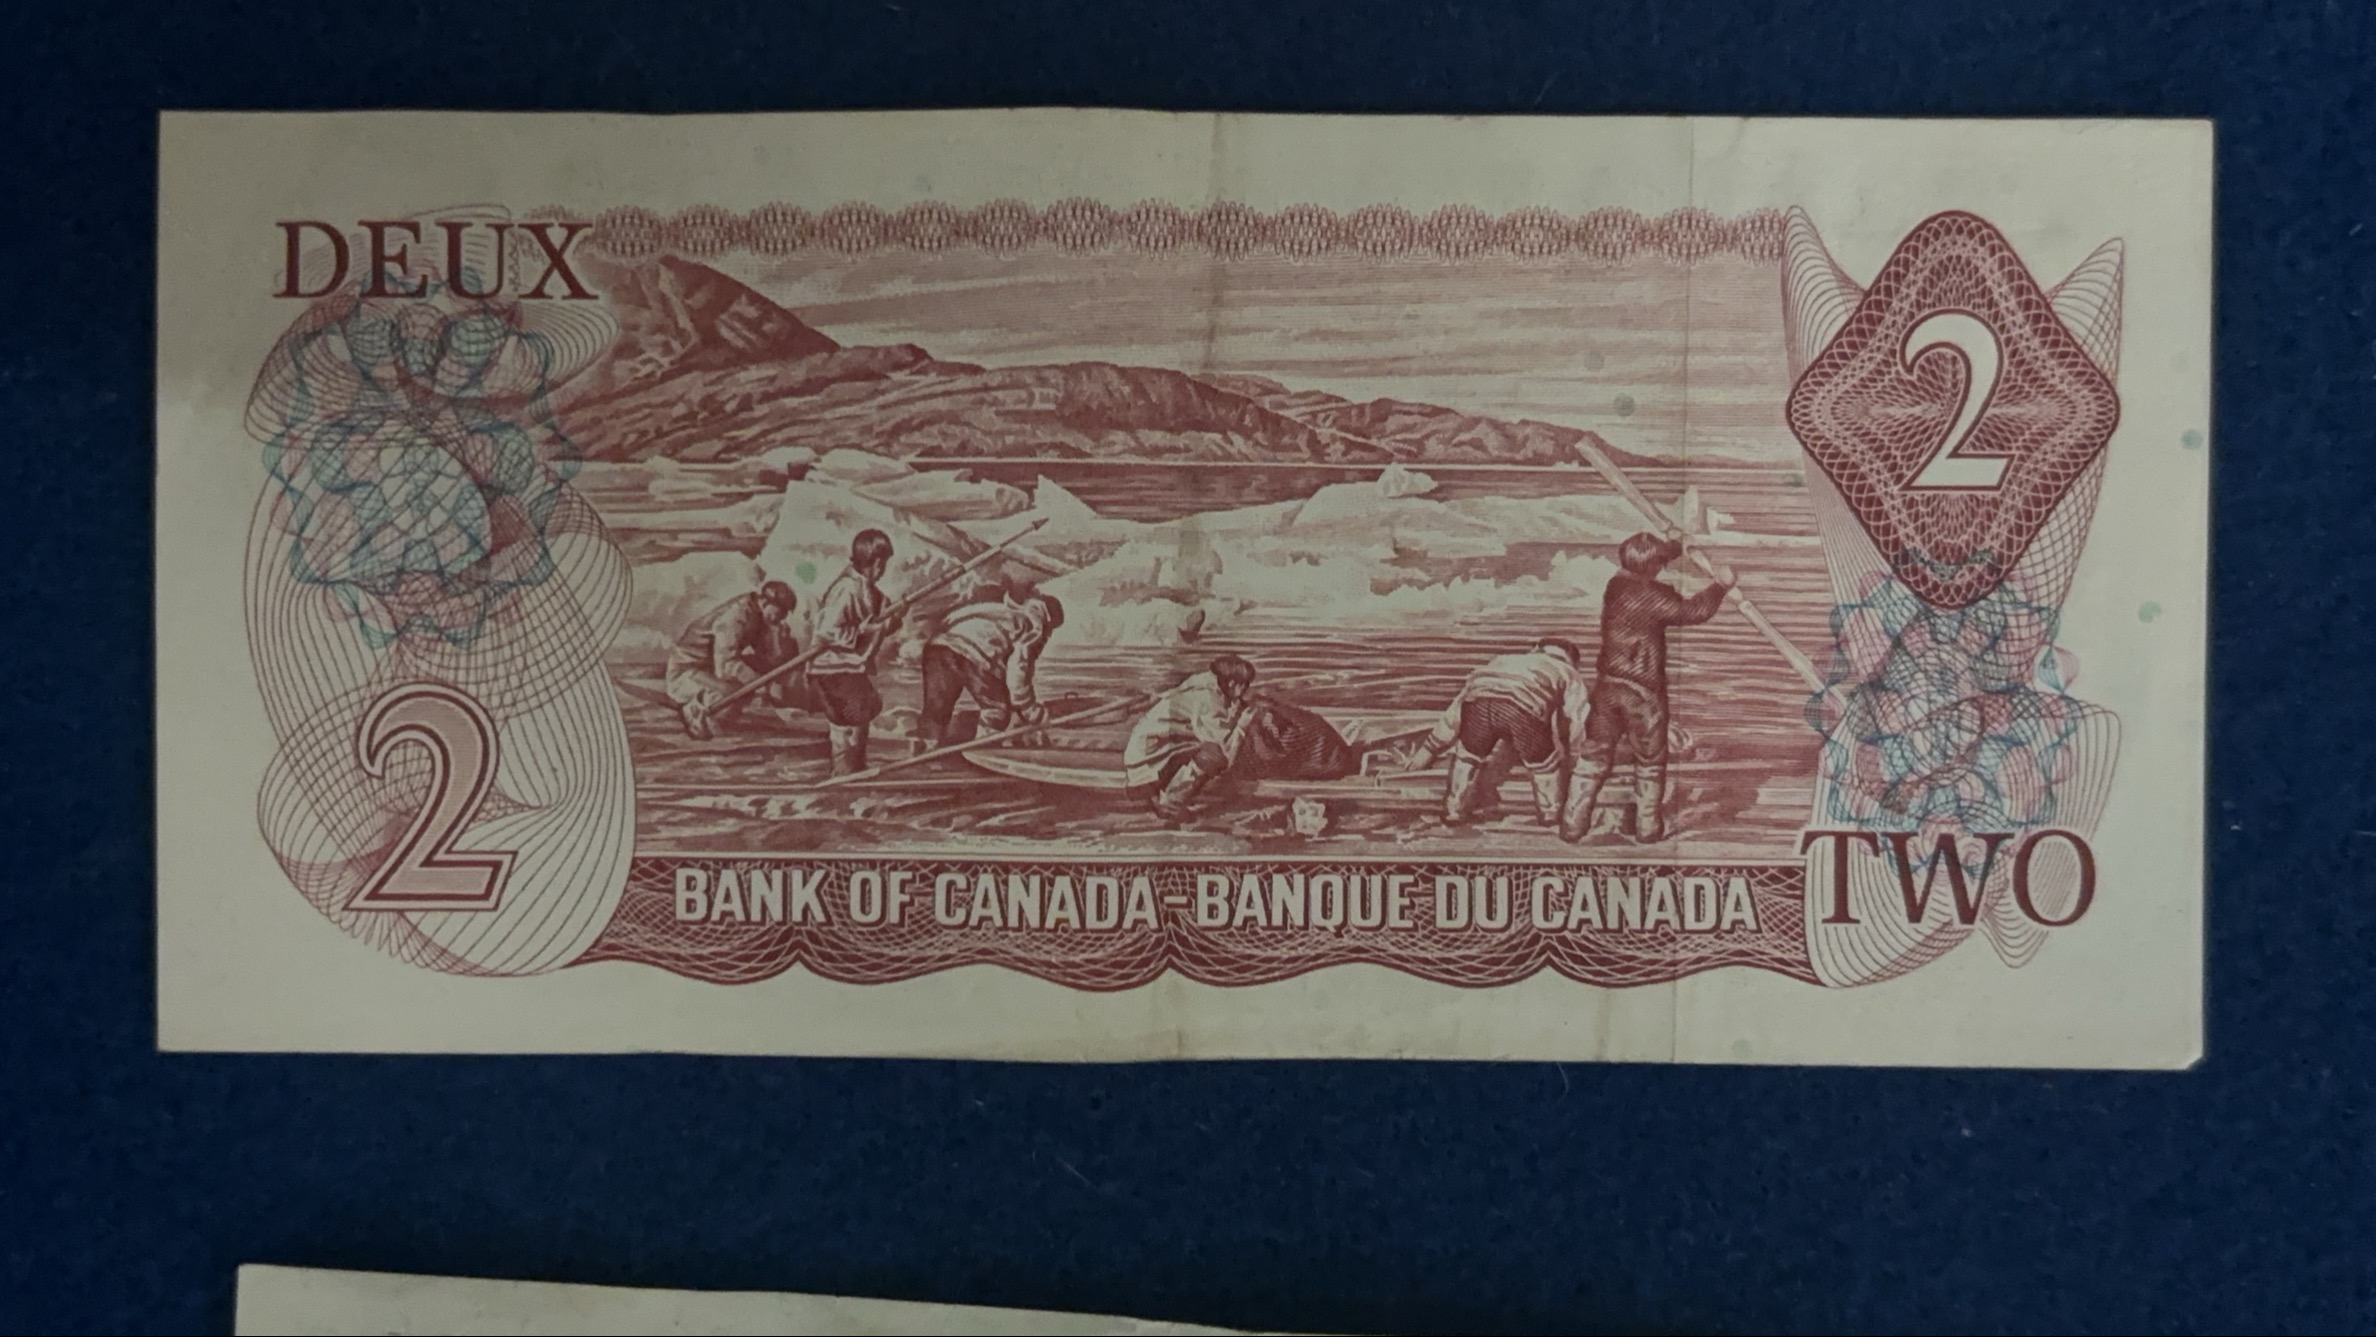 DEUX
2
2
BANK OF CANADA-BANQUE DU CANADA
TWO